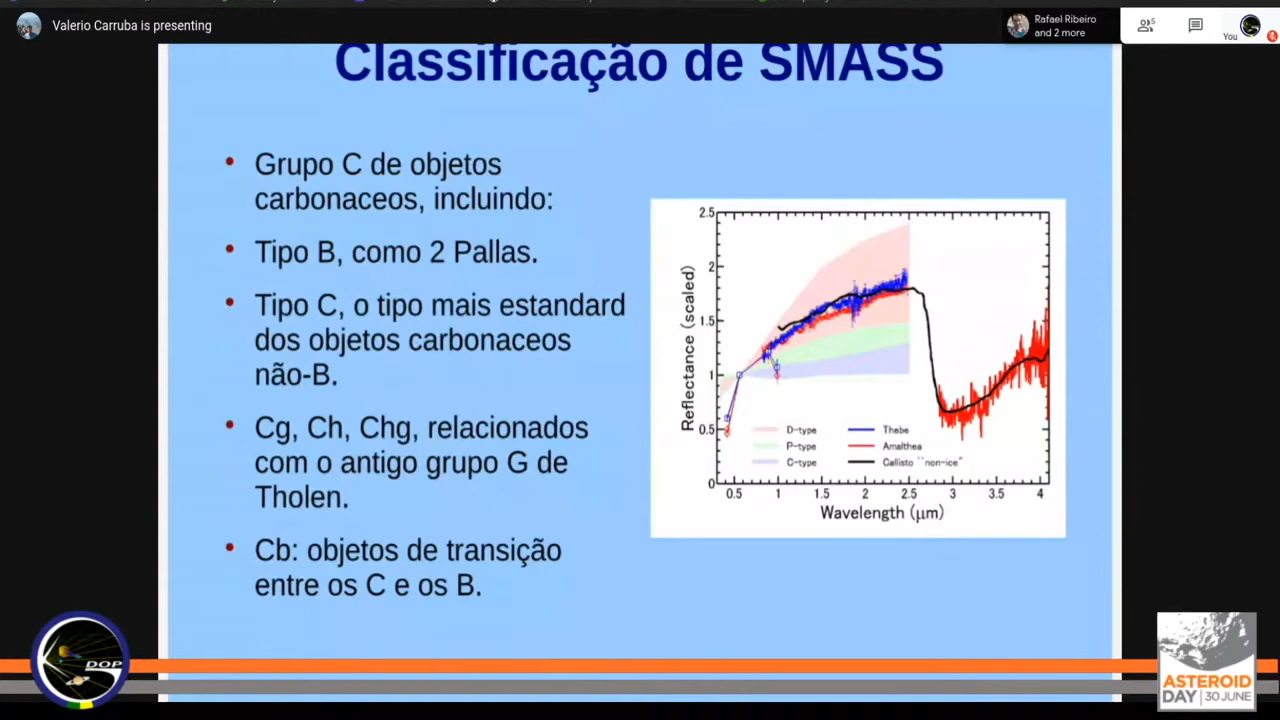 Valerio Carruba is presenting
Rafael Ribeiro
and 2 more
5
You
Classificação de SMASS
• Grupo C de objetos
carbonaceos, incluindo:
• Tipo B, como 2 Pallas.
• Tipo C, o tipo mais estandard
dos objetos carbonaceos
não-B.
• Cg, Ch, Chg, relacionados
com o antigo grupo G de
Tholen.
• Cb: objetos de transição
entre os C e os B.
2.5
2
1.5
1
0.5
0
Reflectance (scaled)
D-type
P-type
C-type
Thebe
Amalthea
Callisto "non-ice"
0.5 1 1.5 2 2.5 3 3.5 4
Wavelength (μm)
DOP
ASTEROID
DAY | 30 JUNE